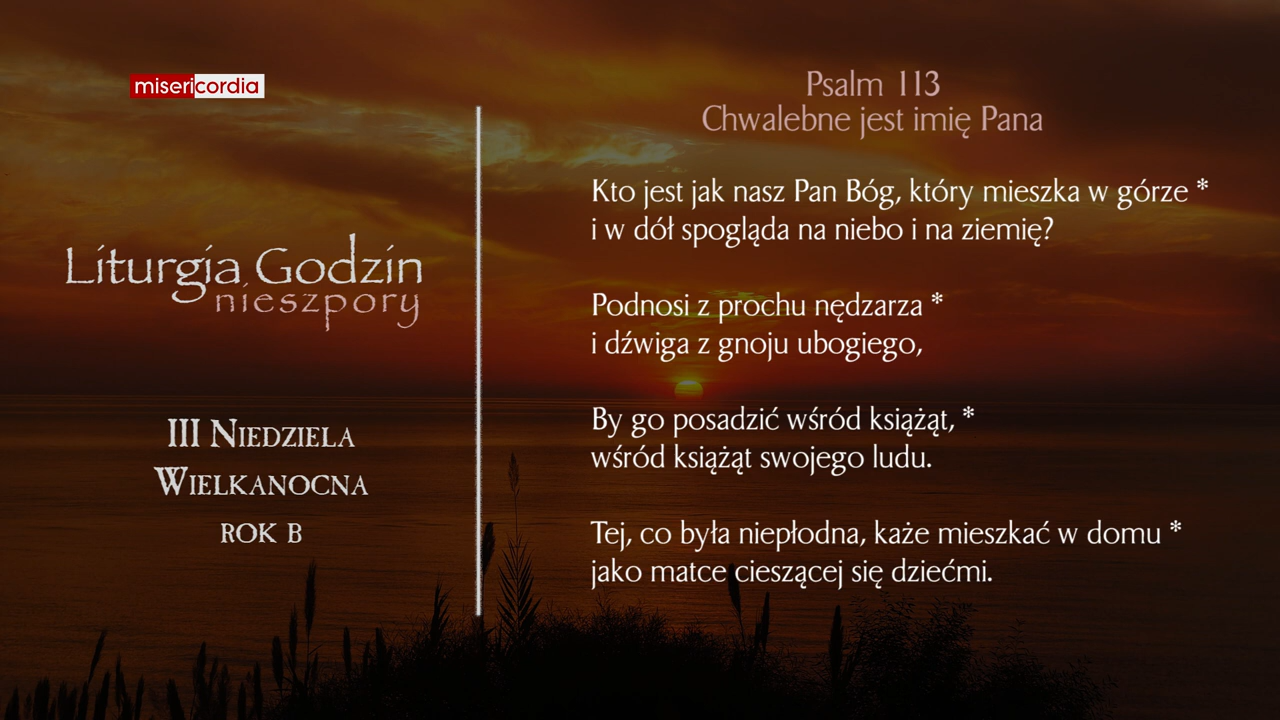 misericordia
Liturgia Godzin
nieszpory
III Niedziela
Wielkanocna
rok B
Psalm 113
Chwalebne jest imię Pana
Kto jest jak nasz Pan Bóg, który mieszka w górze *
i w dół spogląda na niebo i na ziemię?
Podnosi z prochu nędzarza *
i dźwiga z gnoju ubogiego,
By go posadzić wśród książąt, *
wśród książąt swojego ludu.
Tej, co była niepłodna, każe mieszkać w domu *
jako matce cieszącej się dziećmi.